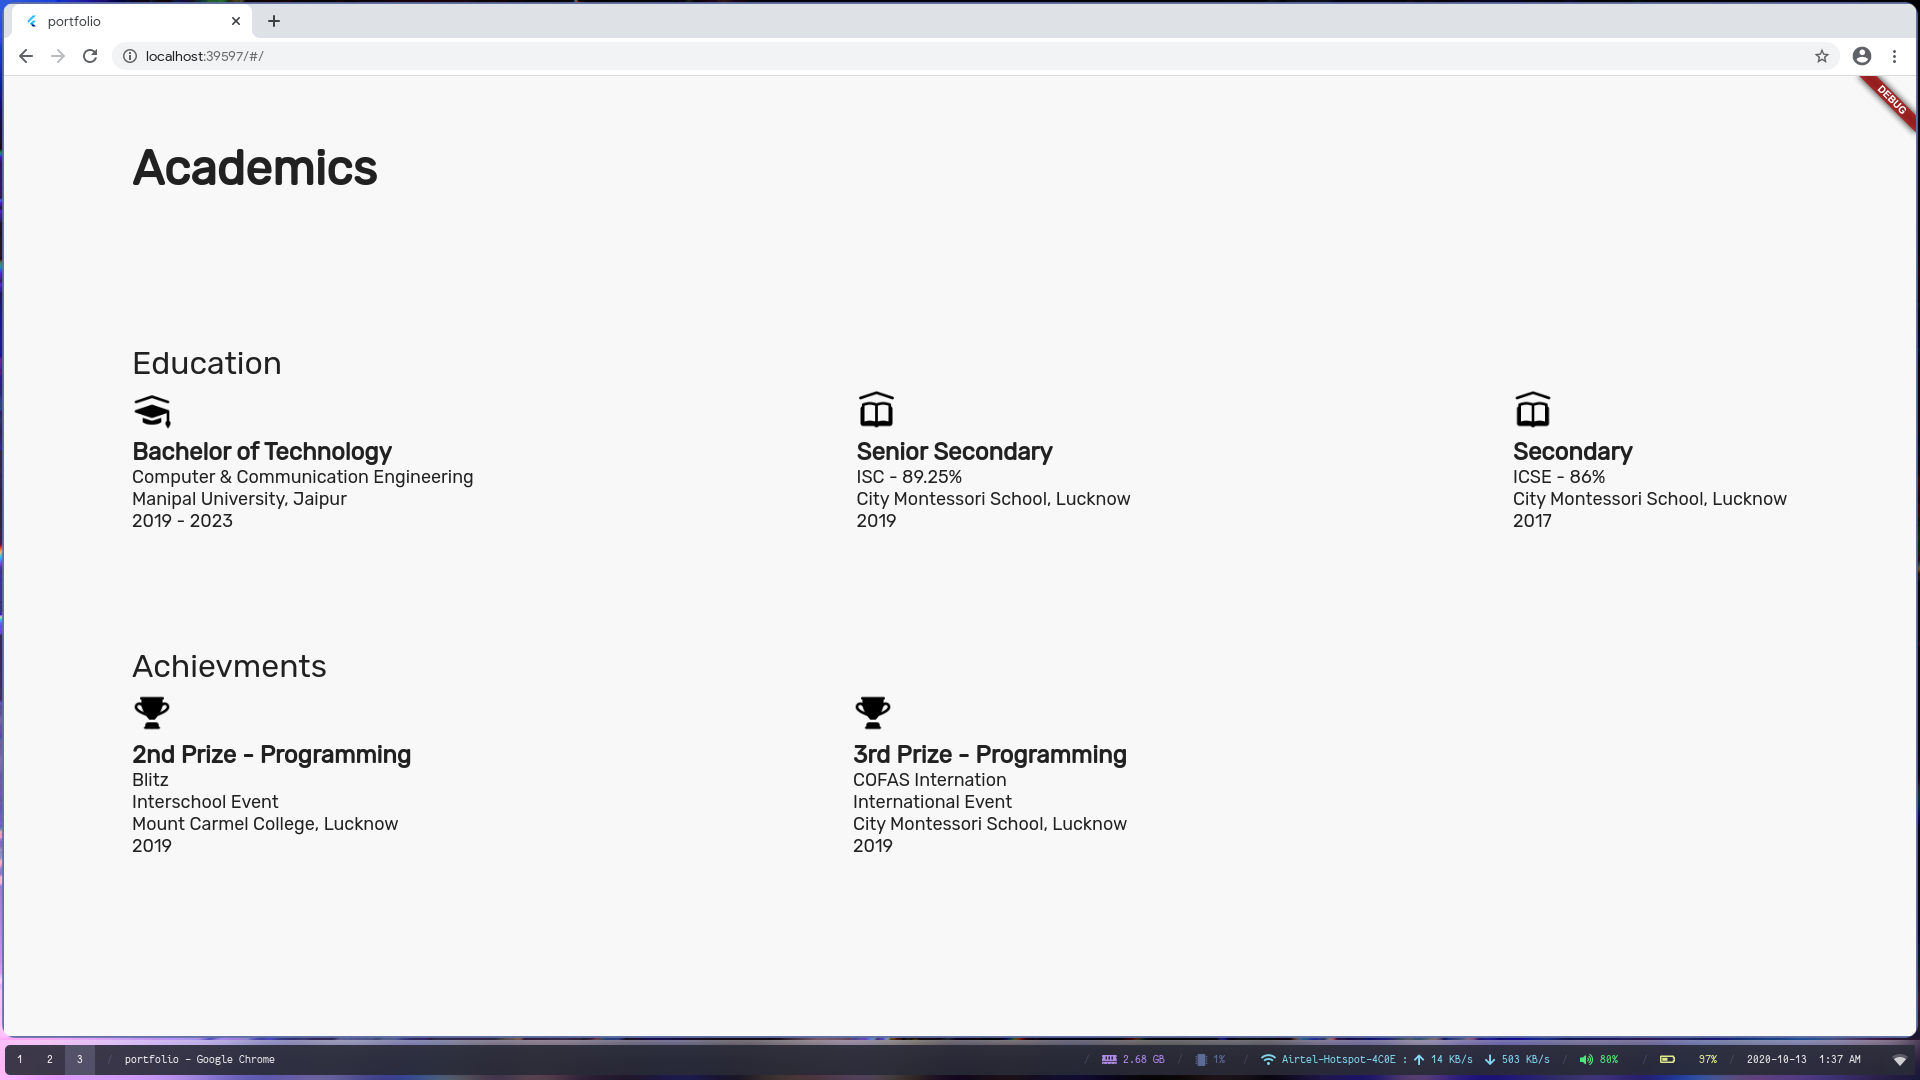 portfolio
localhost:39597/#/
DEBUG
Academics
Education
Bachelor of Technology
Computer & Communication Engineering
Manipal University, Jaipur
2019 - 2023
Senior Secondary
ISC - 89.25%
City Montessori School, Lucknow
2019
Secondary
ICSE - 86%
City Montessori School, Lucknow
2017
Achievments
2nd Prize - Programming
Blitz
Interschool Event
Mount Carmel College, Lucknow
2019
3rd Prize - Programming
COFAS Internation
International Event
City Montessori School, Lucknow
2019
1 2 3 / portfolio - Google Chrome / 2.68 GB / 1% / Airtel-Hotspot-4C0E : 14 KB/s 503 KB/s / 80% / 97% / 2020-10-13 1:37 AM